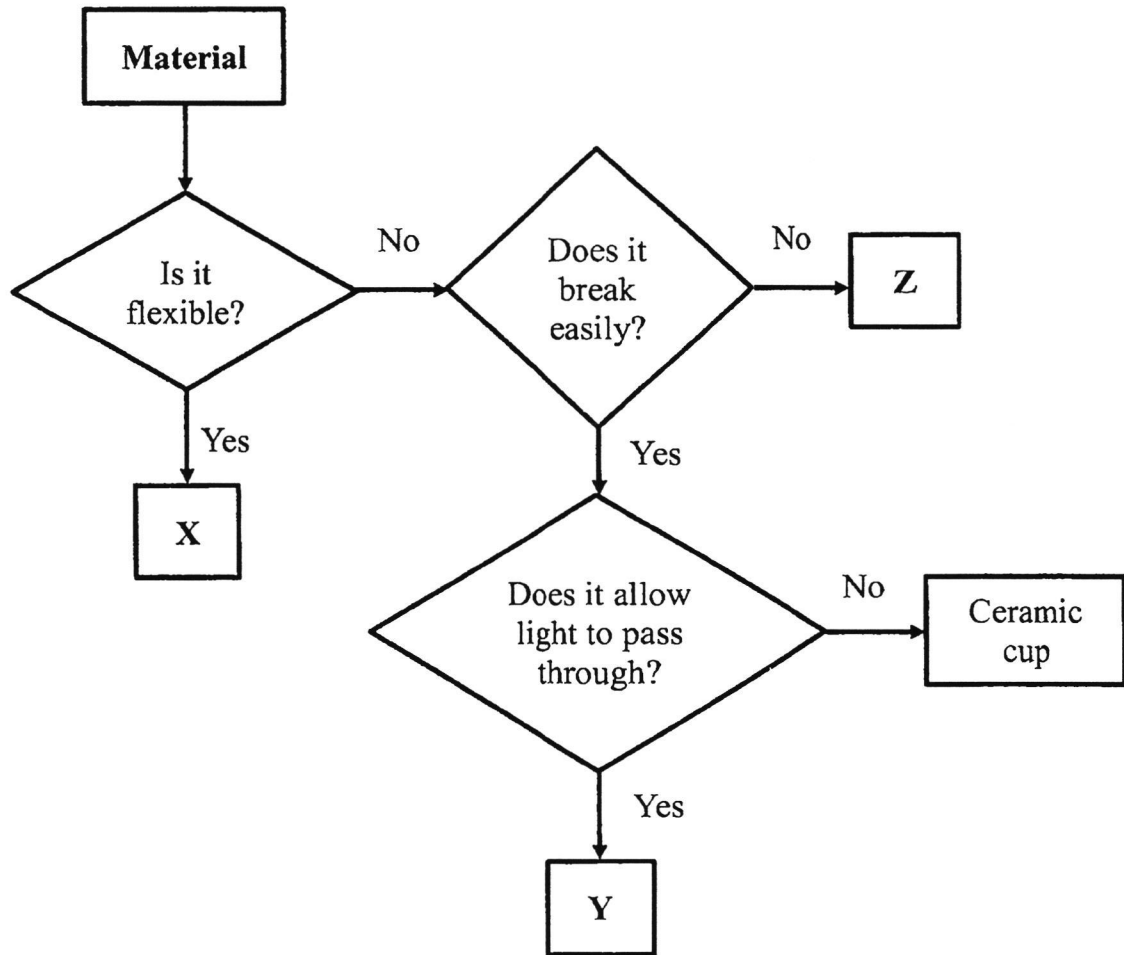 Material
Is it
flexible?
No
Does it
break
easily?
No
Z
Yes
X
Yes
Does it allow
light to pass
through?
No
Ceramic
cup
Yes
Y